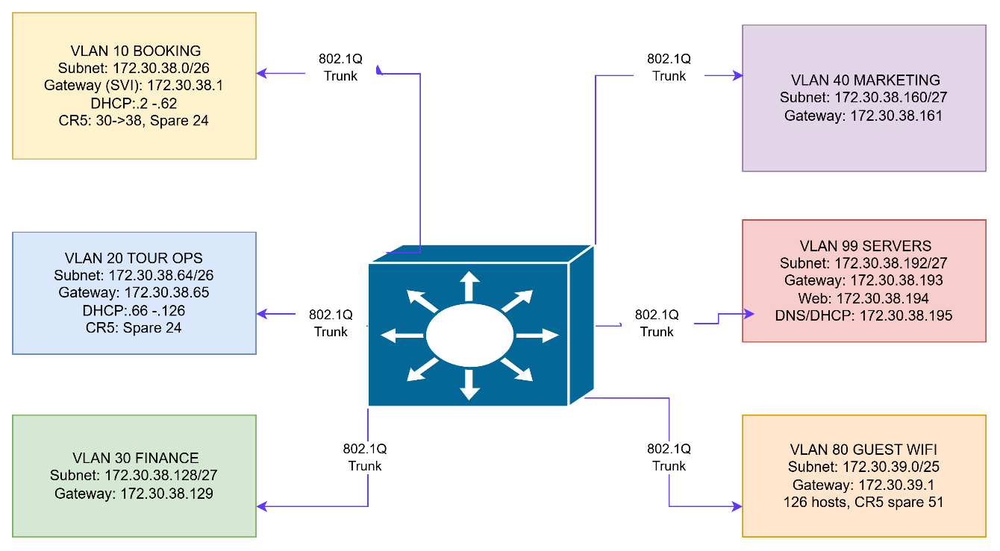 VLAN 10 BOOKING
Subnet: 172.30.38.0/26
Gateway (SVI): 172.30.38.1
DHCP:.2 -.62
CR5: 30->38, Spare 24
802.1Q
Trunk
802.1Q
Trunk
VLAN 40 MARKETING
Subnet: 172.30.38.160/27
Gateway: 172.30.38.161
VLAN 20 TOUR OPS
Subnet: 172.30.38.64/26
Gateway: 172.30.38.65
DHCP:.66 -.126
CR5: Spare 24
802.1Q
Trunk
802.1Q
Trunk
VLAN 99 SERVERS
Subnet: 172.30.38.192/27
Gateway: 172.30.38.193
Web: 172.30.38.194
DNS/DHCP: 172.30.38.195
VLAN 30 FINANCE
Subnet: 172.30.38.128/27
Gateway: 172.30.38.129
802.1Q
Trunk
802.1Q
Trunk
VLAN 80 GUEST WIFI
Subnet: 172.30.39.0/25
Gateway: 172.30.39.1
126 hosts, CR5 spare 51